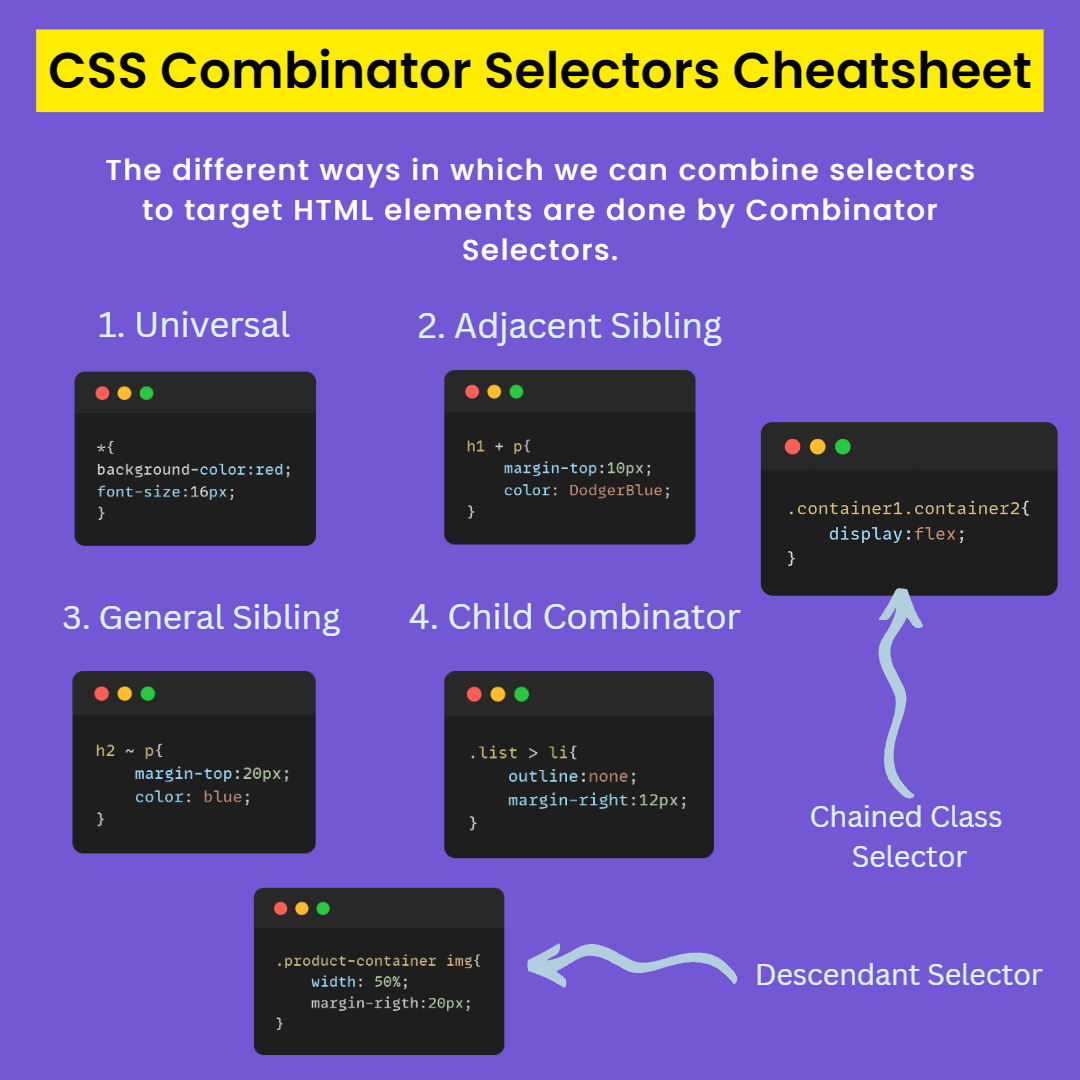 CSS Combinator Selectors Cheatsheet
The different ways in which we can combine selectors
to target HTML elements are done by Combinator
Selectors.
1. Universal
*{
background-color:red;
font-size:16px;
}
2. Adjacent Sibling
h1 + p{
margin-top:10px;
color: DodgerBlue;
}
.container1.container2{
display:flex;
}
Chained Class
Selector
3. General Sibling
h2 ~ p{
margin-top:20px;
color: blue;
}
4. Child Combinator
.list > li{
outline:none;
margin-right:12px;
}
.product-container img{
width: 50%;
margin-rigth:20px;
}
Descendant Selector